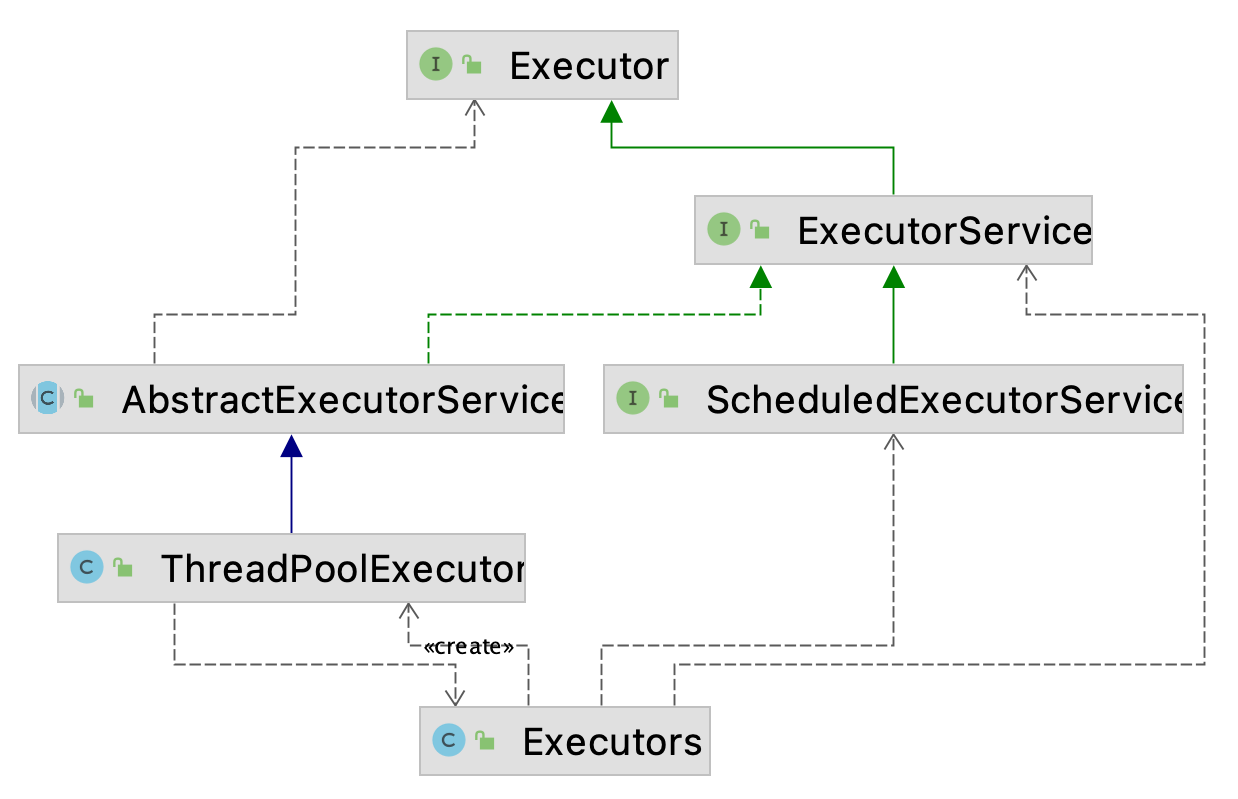 I Executor
I ExecutorService
C AbstractExecutorService
I ScheduledExecutorService
C ThreadPoolExecutor
«create»
C Executors